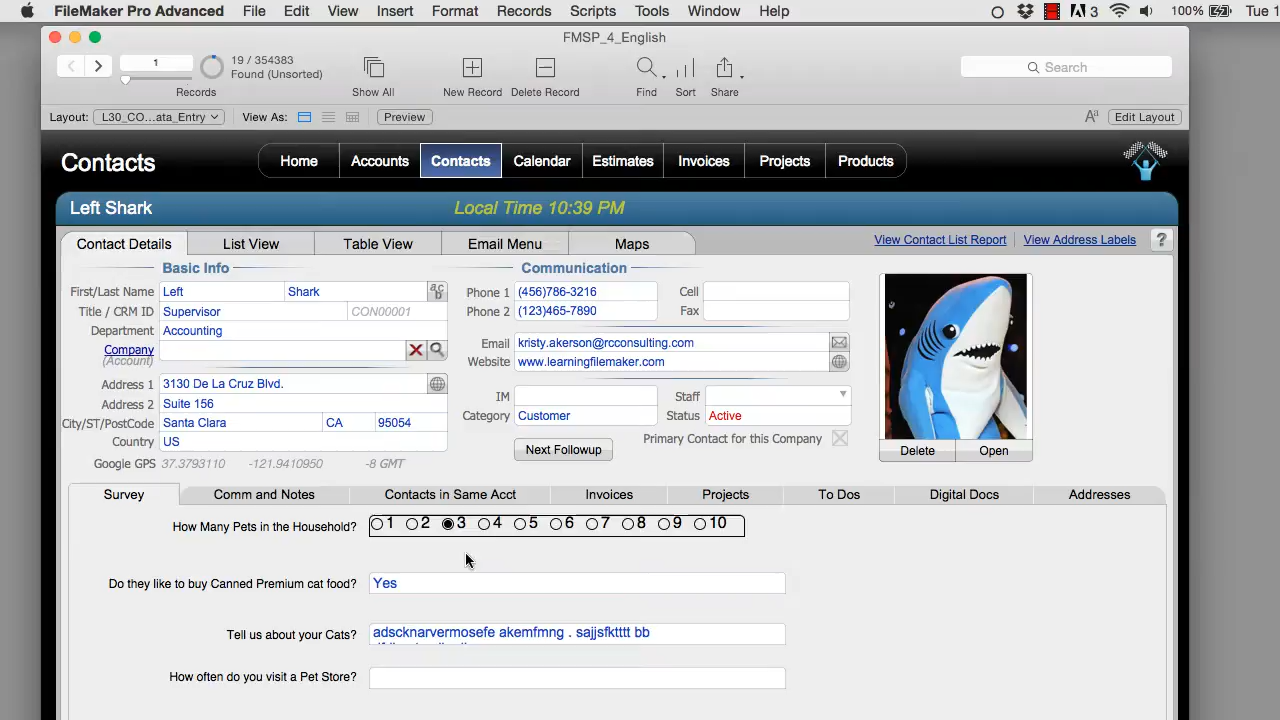 FileMaker Pro Advanced File Edit View Insert Format Records Scripts Tools Window Help 3 100% Tue 1
FMSP_4_English
1 19 / 354383
Found (Unsorted)
Search
Records Show All New Record Delete Record Find Sort Share
Layout: L30_CO...ata_Entry View As: Preview Aa Edit Layout
Contacts Home Accounts Contacts Calendar Estimates Invoices Projects Products
Left Shark Local Time 10:39 PM
Contact Details List View Table View Email Menu Maps View Contact List Report View Address Labels ?
Basic Info Communication
First/Last Name Left Shark a c b Phone 1 (456)786-3216 Cell
Title / CRM ID Supervisor CON00001 Phone 2 (123)465-7890 Fax
Department Accounting
Company
(Account)
Email kristy.akerson@rcconsulting.com
Website www.learningfilemaker.com
Address 1 3130 De La Cruz Blvd.
Address 2 Suite 156 IM Staff
City/ST/PostCode Santa Clara CA 95054 Category Customer Status Active
Country US Primary Contact for this Company
Google GPS 37.3793110 -121.9410950 -8 GMT Next Followup Delete Open
Survey Comm and Notes Contacts in Same Acct Invoices Projects To Dos Digital Docs Addresses
How Many Pets in the Household? 1 2 3 4 5 6 7 8 9 10
Do they like to buy Canned Premium cat food? Yes
Tell us about your Cats? adscknarvermosefe akemfmng . sajjsfktttt bb
How often do you visit a Pet Store?